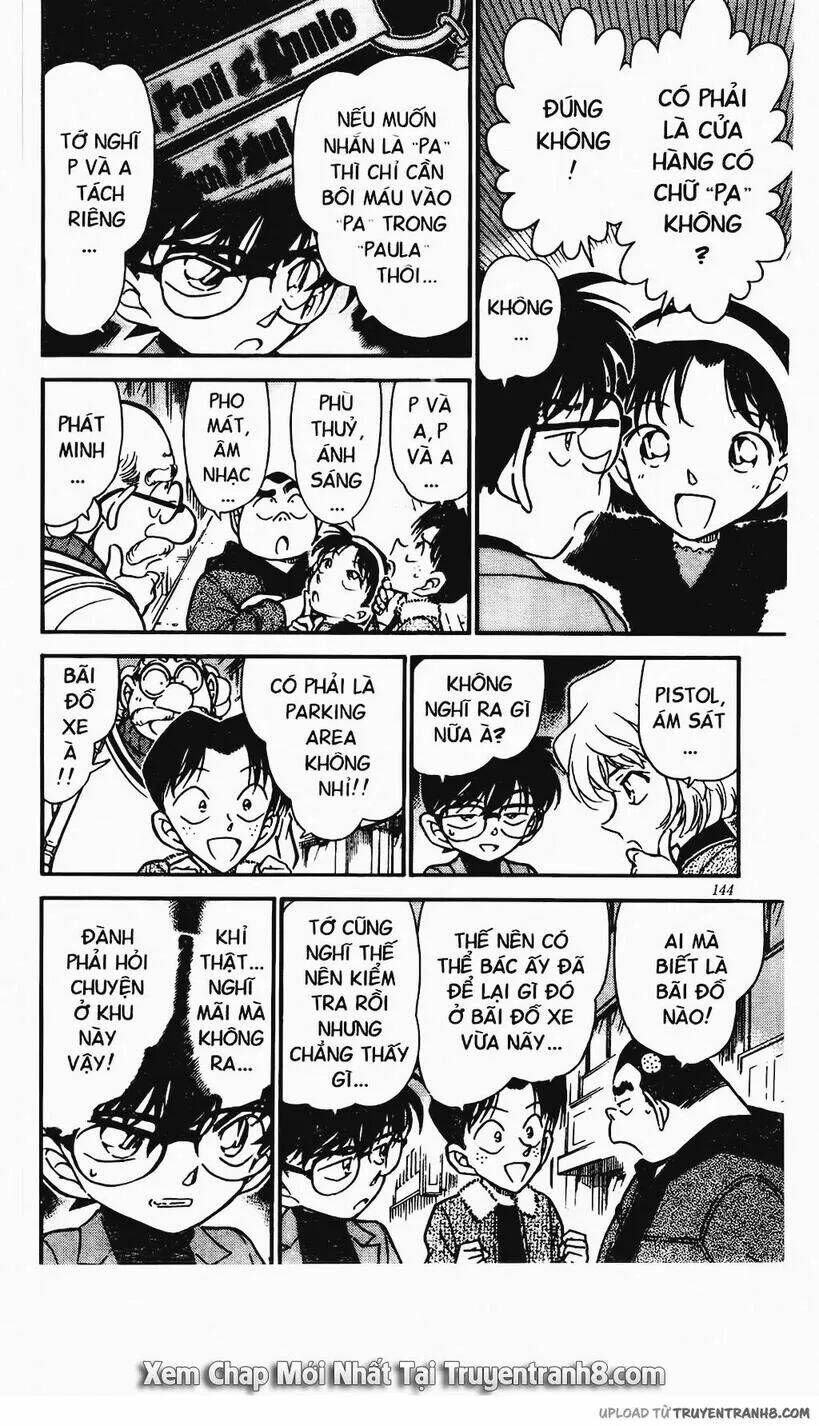 CÓ PHẢI
LÀ CỬA
HÀNG CÓ
CHỮ "PA"
KHÔNG
?
ĐÚNG
KHÔNG
!
KHÔNG
...
Paul & Annie
Paul
NẾU MUỐN
NHẮN LÀ "PA"
THÌ CHỈ CẦN
BÔI MÁU VÀO
"PA" TRONG
"PAULA"
THÔI...
TỚ NGHĨ
P VÀ A
TÁCH
RIÊNG
...
P VÀ
A, P
VÀ A
...
PHÙ
THUỶ,
ÁNH
SÁNG
...
PHO
MÁT,
ÂM
NHẠC
...
PHÁT
MINH
...
PISTOL,
ÁM SÁT
...
KHÔNG
NGHĨ RA GÌ
NỮA À?
CÓ PHẢI LÀ
PARKING
AREA
KHÔNG
NHỈ!!
BÃI
ĐỖ
XE
À
!!
144
AI MÀ
BIẾT LÀ
BÃI ĐỖ
NÀO!
THẾ NÊN CÓ
THỂ BÁC ẤY ĐÃ
ĐỂ LẠI GÌ ĐÓ
Ở BÃI ĐỖ XE
VỪA NÃY...
TỚ CŨNG
NGHĨ THẾ
NÊN KIỂM
TRA RỒI
NHƯNG
CHẲNG THẤY
GÌ...
KHỈ
THẬT...
NGHĨ
MÃI MÀ
KHÔNG
RA...
ĐÀNH
PHẢI HỎI
CHUYỆN
Ở KHU
NÀY
VẬY!
Xem Chap Mới Nhất Tại Truyentranh8.com
UPLOAD TỪ TRUYENTRANH8.COM